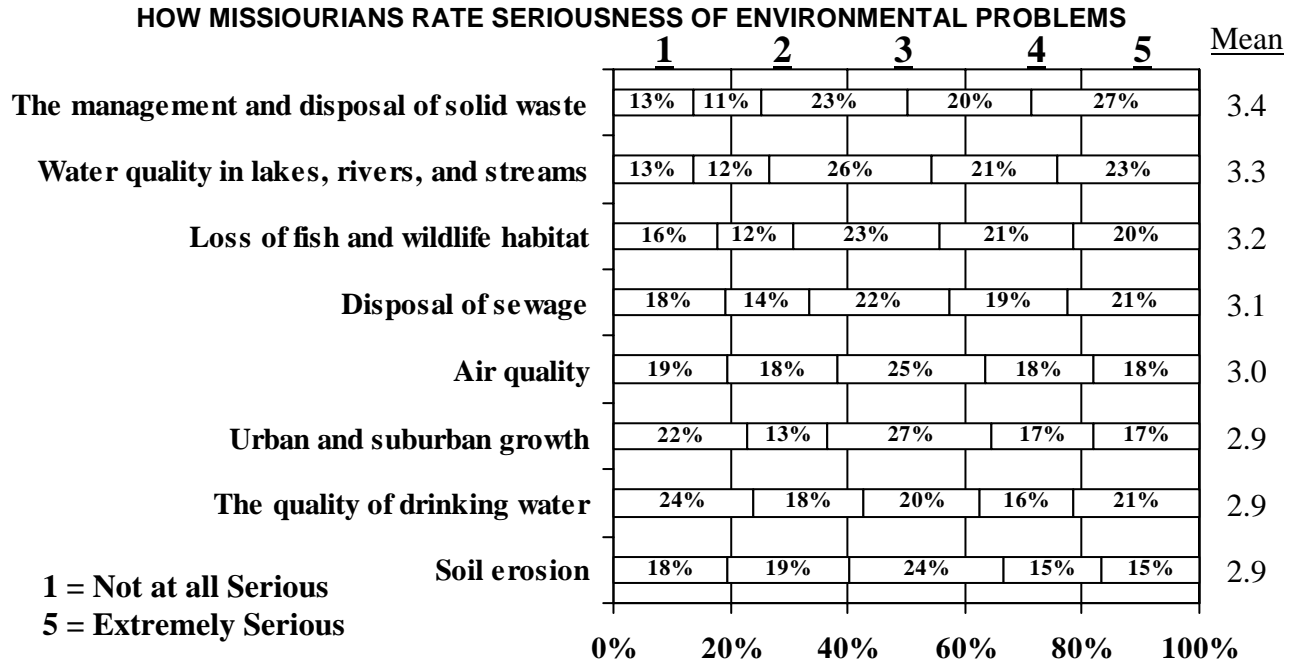 HOW MISSIOURIANS RATE SERIOUSNESS OF ENVIRONMENTAL PROBLEMS
1 2 3 4 5 Mean
The management and disposal of solid waste 13% 11% 23% 20% 27% 3.4
Water quality in lakes, rivers, and streams 13% 12% 26% 21% 23% 3.3
Loss of fish and wildlife habitat 16% 12% 23% 21% 20% 3.2
Disposal of sewage 18% 14% 22% 19% 21% 3.1
Air quality 19% 18% 25% 18% 18% 3.0
Urban and suburban growth 22% 13% 27% 17% 17% 2.9
The quality of drinking water 24% 18% 20% 16% 21% 2.9
Soil erosion 18% 19% 24% 15% 15% 2.9
1 = Not at all Serious
5 = Extremely Serious
0% 20% 40% 60% 80% 100%